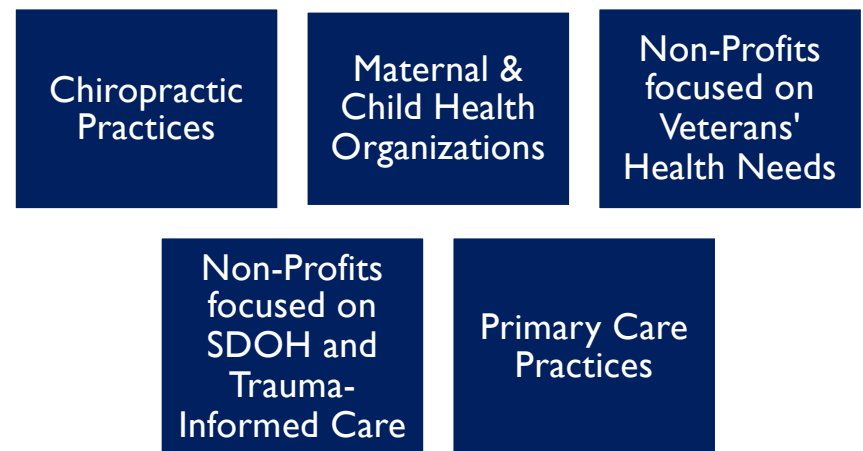 Chiropractic
Practices
Maternal &
Child Health
Organizations
Non-Profits
focused on
Veterans'
Health Needs
Non-Profits
focused on
SDOH and
Trauma-
Informed Care
Primary Care
Practices